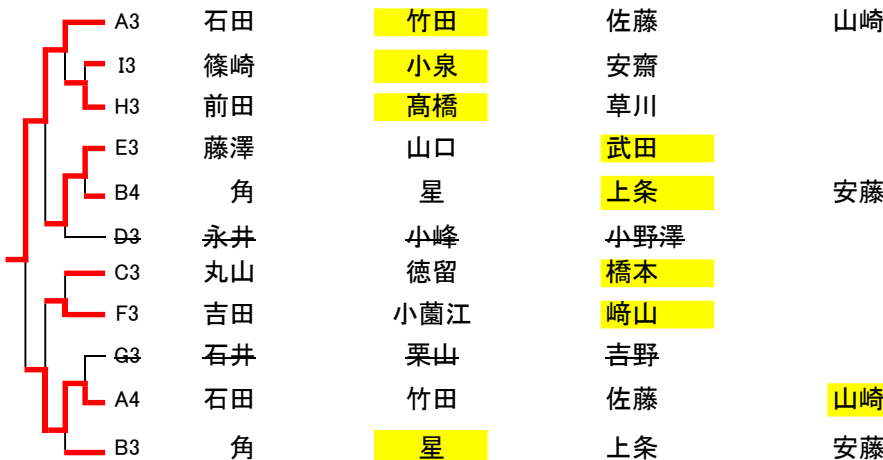 A3 石田 竹田 佐藤 山崎
I3 篠崎 小泉 安齋
H3 前田 髙橋 草川
E3 藤澤 山口 武田
B4 角 星 上条 安藤
D3 永井 小峰 小野澤
C3 丸山 徳留 橋本
F3 吉田 小薗江 﨑山
G3 石井 栗山 吉野
A4 石田 竹田 佐藤 山崎
B3 角 星 上条 安藤